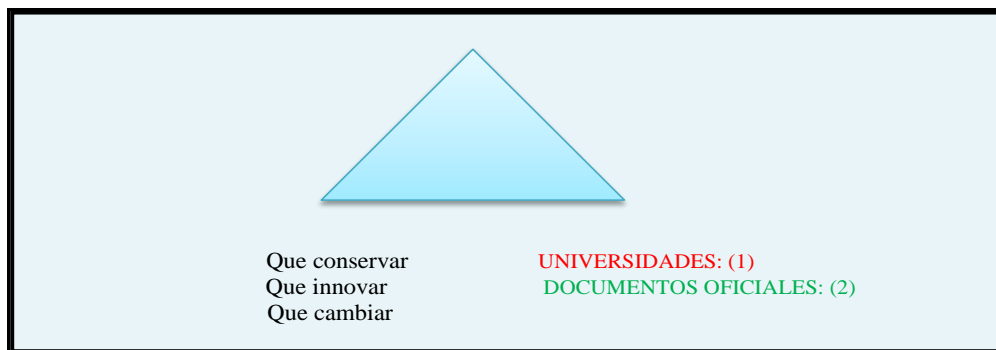 Que conservar UNIVERSIDADES: (1)
Que innovar DOCUMENTOS OFICIALES: (2)
Que cambiar